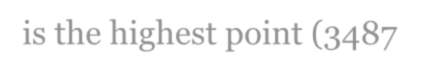 is the highest point (3487